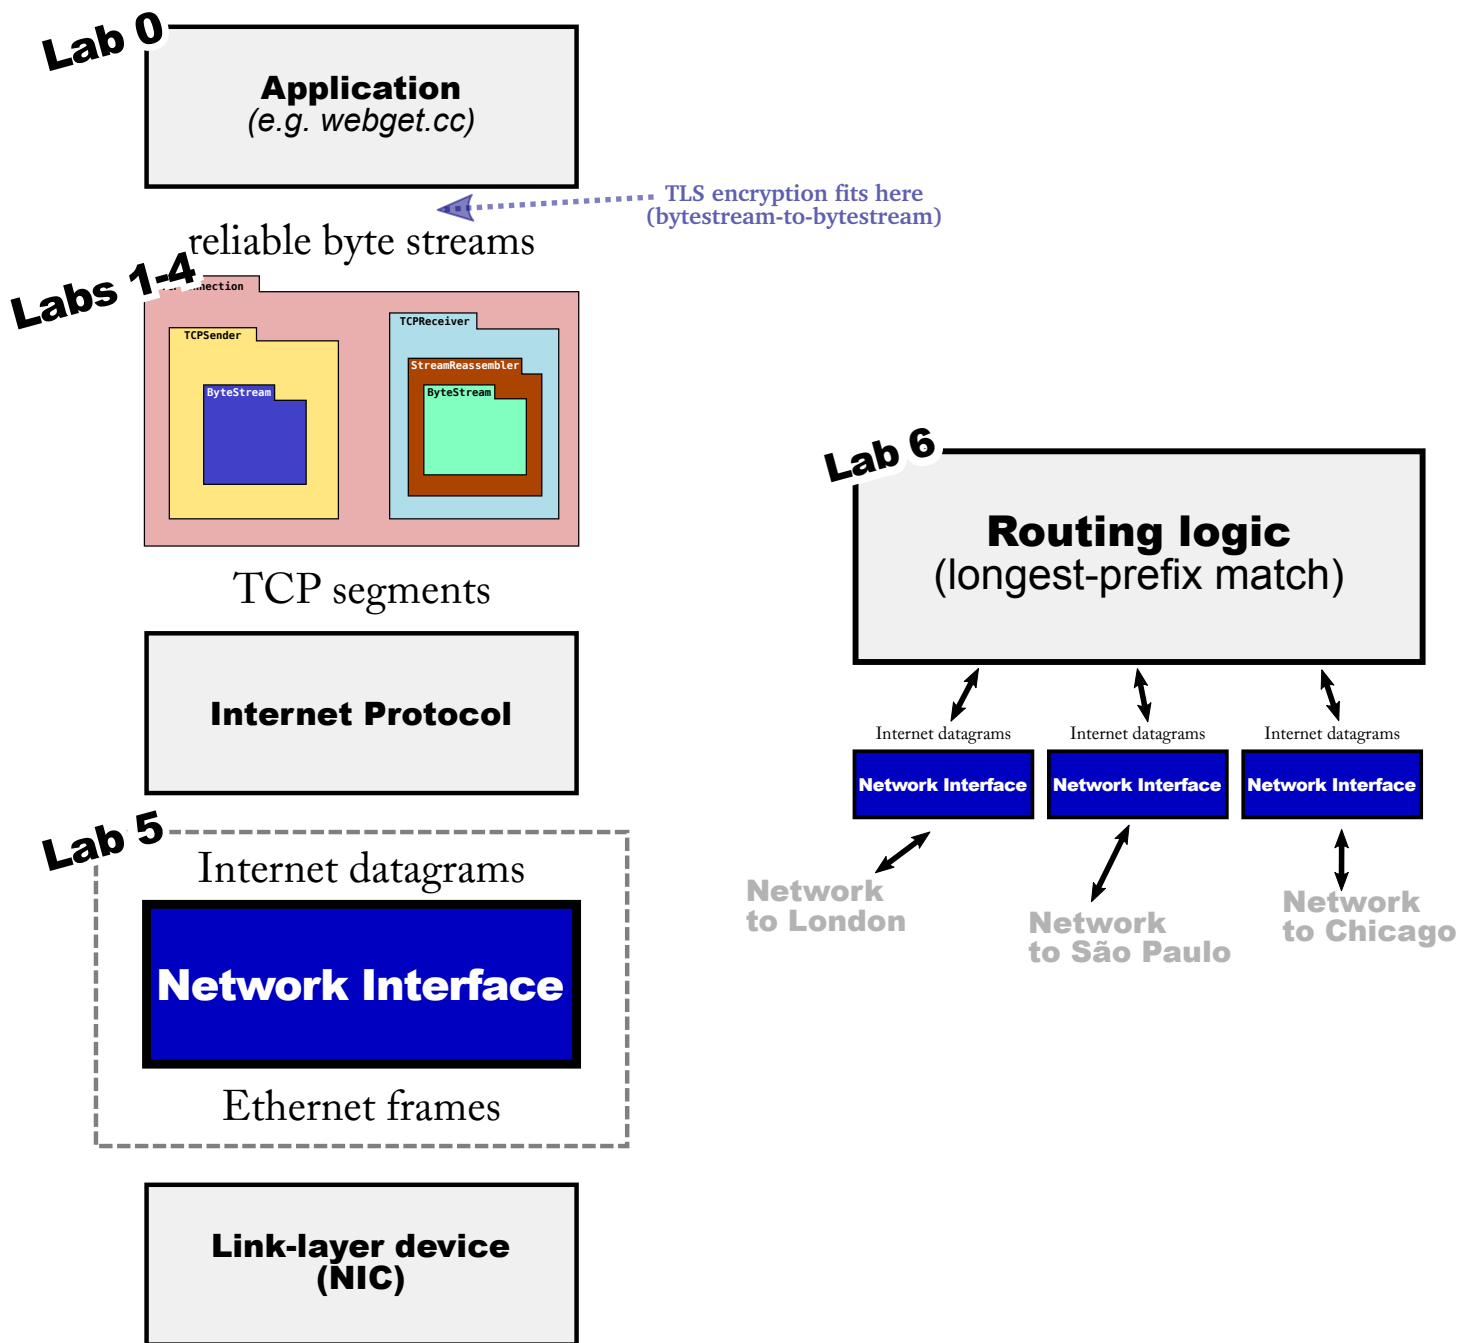 Lab 0
Application
(e.g. webget.cc)
TLS encryption fits here
(bytestream-to-bytestream)
reliable byte streams
Labs 1-4
TCPSender
ByteStream
TCPReceiver
StreamReassembler
ByteStream
TCP segments
Internet Protocol
Lab 5
Internet datagrams
Network Interface
Ethernet frames
Link-layer device
(NIC)
Lab 6
Routing logic
(longest-prefix match)
Internet datagrams
Internet datagrams
Internet datagrams
Network Interface
Network Interface
Network Interface
Network
to London
Network
to São Paulo
Network
to Chicago